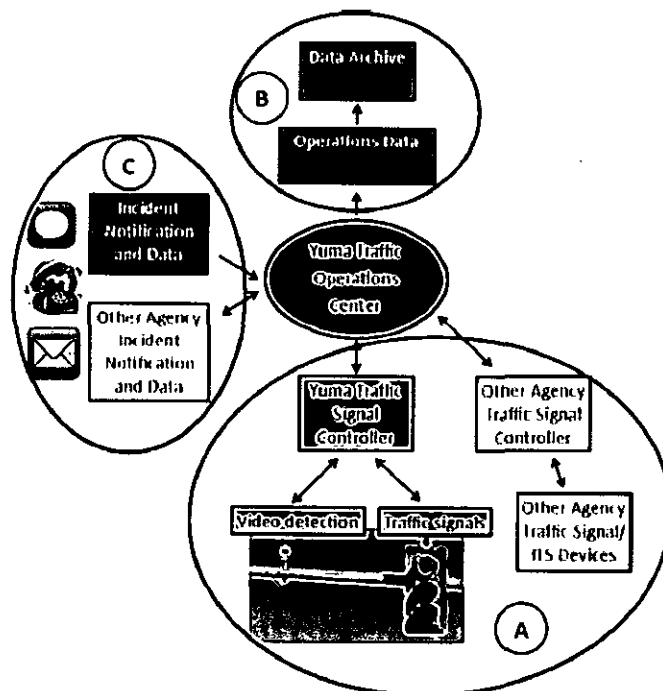 Data Archive
B
Operations Data
C
Incident
Notification
and Data
Yuma Traffic
Operations
Center
Other Agency
Incident
Notification
and Data
Yuma Traffic
Signal
Controller
Other Agency
Traffic Signal
Controller
Video detection
Traffic signals
Other Agency
Traffic Signal/
ITS Devices
A